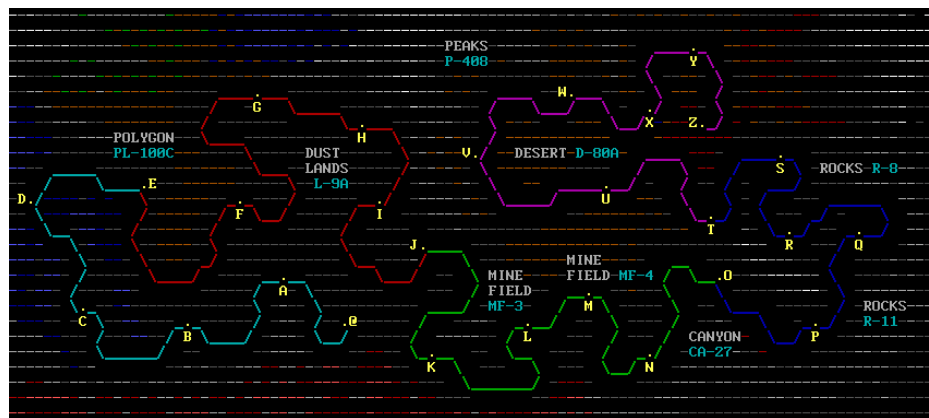 PEAKS
P-408
Y
W.
G
X
Z.
H
POLYGON
PL-100C
DUST
LANDS
L-9A
V.
DESERT D-80A
S
ROCKS R-8
.E
D.
F
I
U
T
J.
R
Q
MINE
FIELD MF-4
MINE
FIELD
MF-3
.O
A
M
C
ROCKS
R-11
B
.@
L
P
CANYON
CA-27
K
N